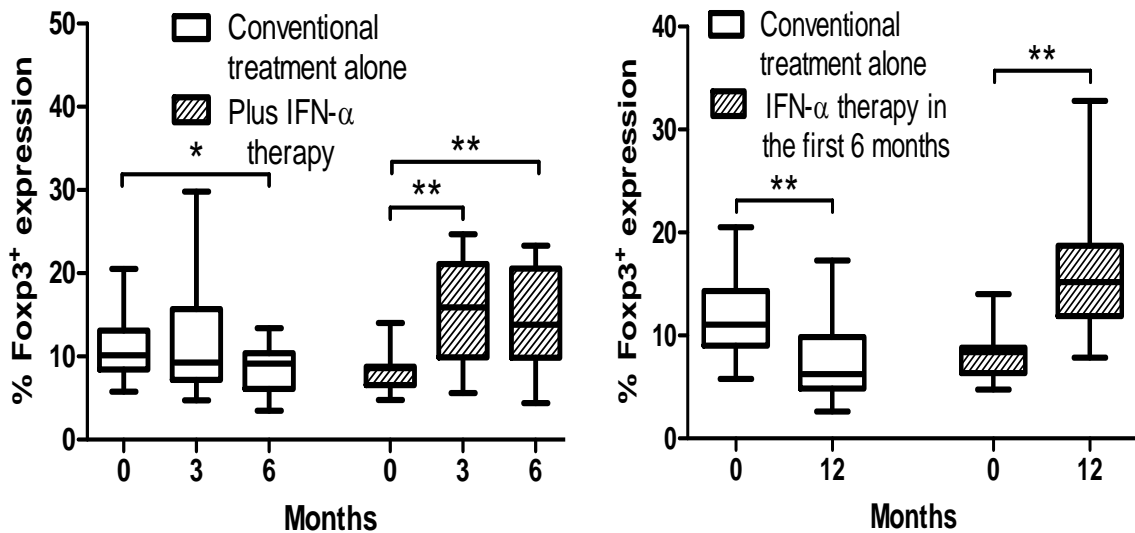 % Foxp3+ expression
50
40
30
20
10
0
Conventional
treatment alone
Plus IFN-α
therapy
*
**
**
0 3 6 0 3 6
Months
% Foxp3+ expression
40
30
20
10
0
Conventional
treatment alone
IFN-α therapy in
the first 6 months
**
**
0 12 0 12
Months